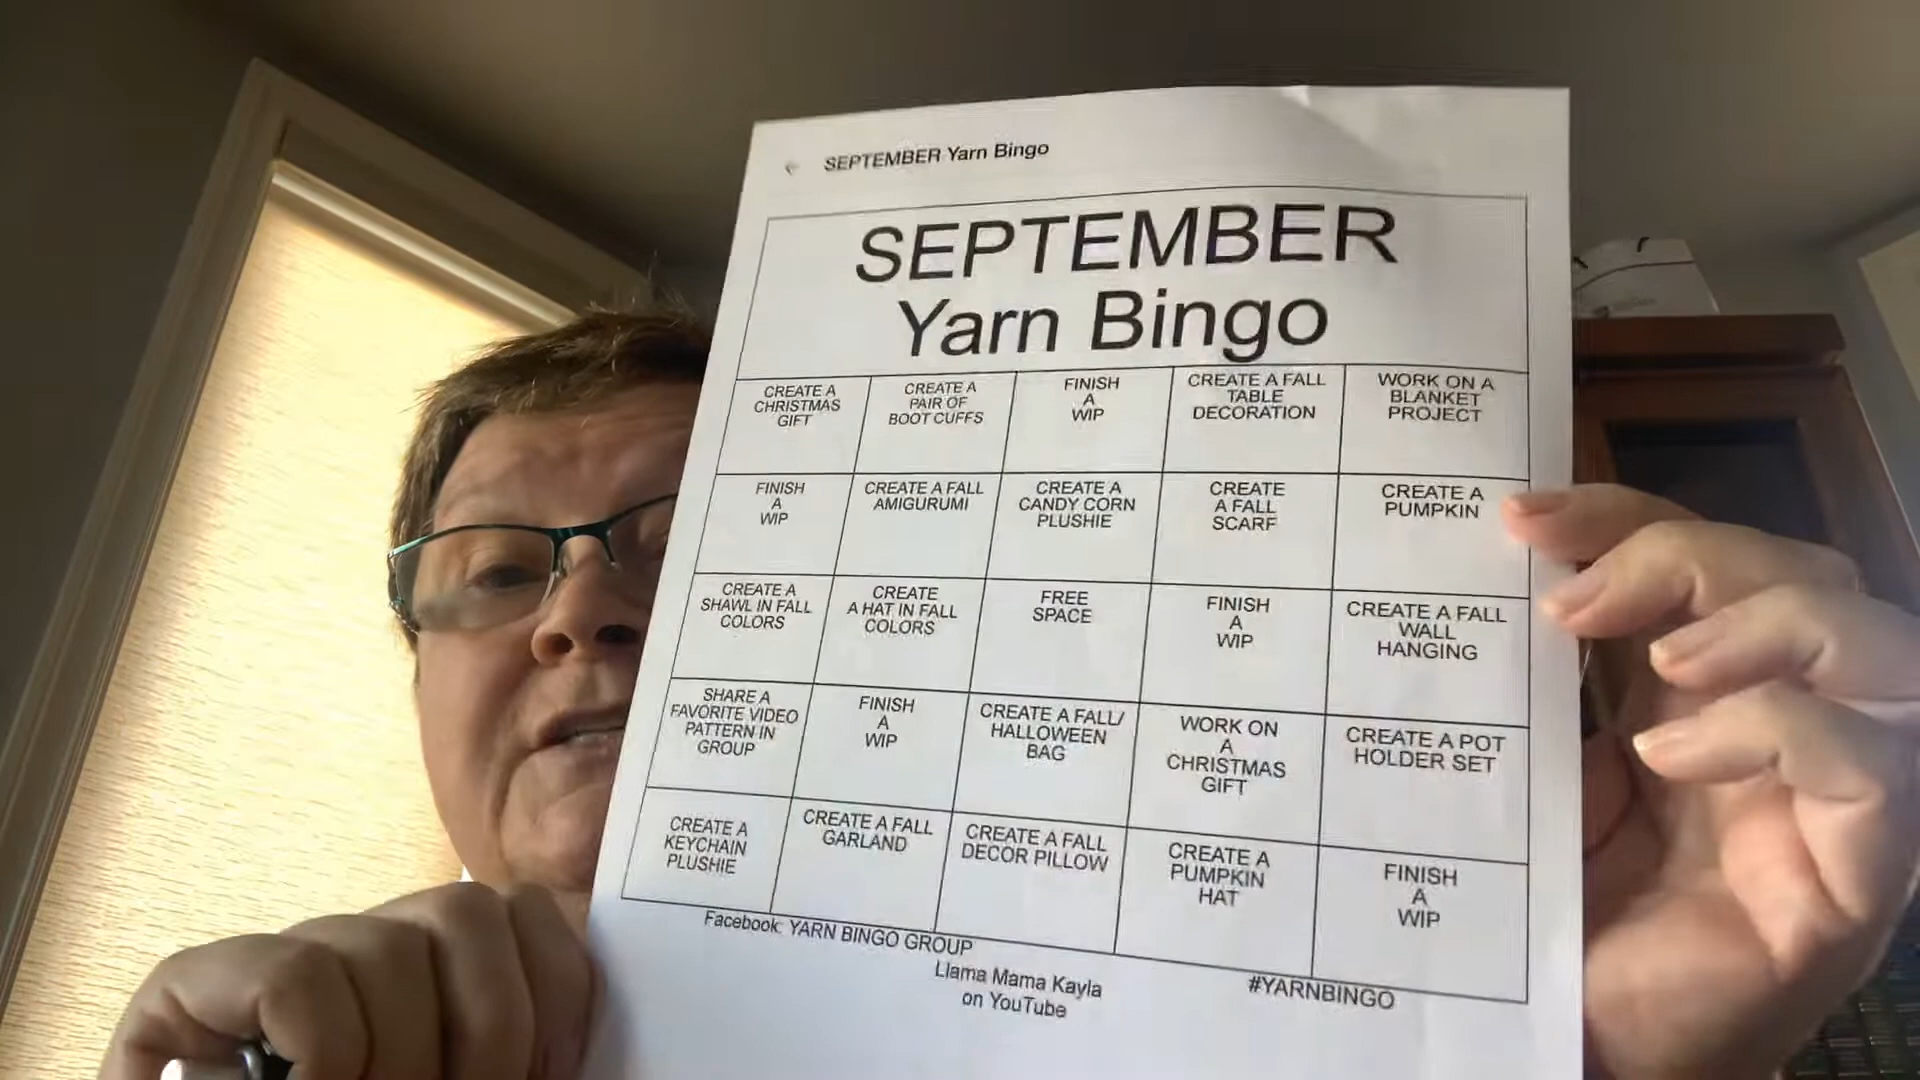 SEPTEMBER Yarn Bingo
SEPTEMBER
Yarn Bingo
CREATE A
CHRISTMAS
GIFT
CREATE A
PAIR OF
BOOT CUFFS
FINISH
A
WIP
CREATE A FALL
TABLE
DECORATION
WORK ON A
BLANKET
PROJECT
FINISH
A
WIP
CREATE A FALL
AMIGURUMI
CREATE A
CANDY CORN
PLUSHIE
CREATE
A FALL
SCARF
CREATE A
PUMPKIN
CREATE A
SHAWL IN FALL
COLORS
CREATE
A HAT IN FALL
COLORS
FREE
SPACE
FINISH
A
WIP
CREATE A FALL
WALL
HANGING
SHARE A
FAVORITE VIDEO
PATTERN IN
GROUP
FINISH
A
WIP
CREATE A FALL/
HALLOWEEN
BAG
WORK ON
A
CHRISTMAS
GIFT
CREATE A POT
HOLDER SET
CREATE A
KEYCHAIN
PLUSHIE
CREATE A FALL
GARLAND
CREATE A FALL
DECOR PILLOW
CREATE A
PUMPKIN
HAT
FINISH
A
WIP
Facebook: YARN BINGO GROUP
Llama Mama Kayla
on YouTube
#YARNBINGO